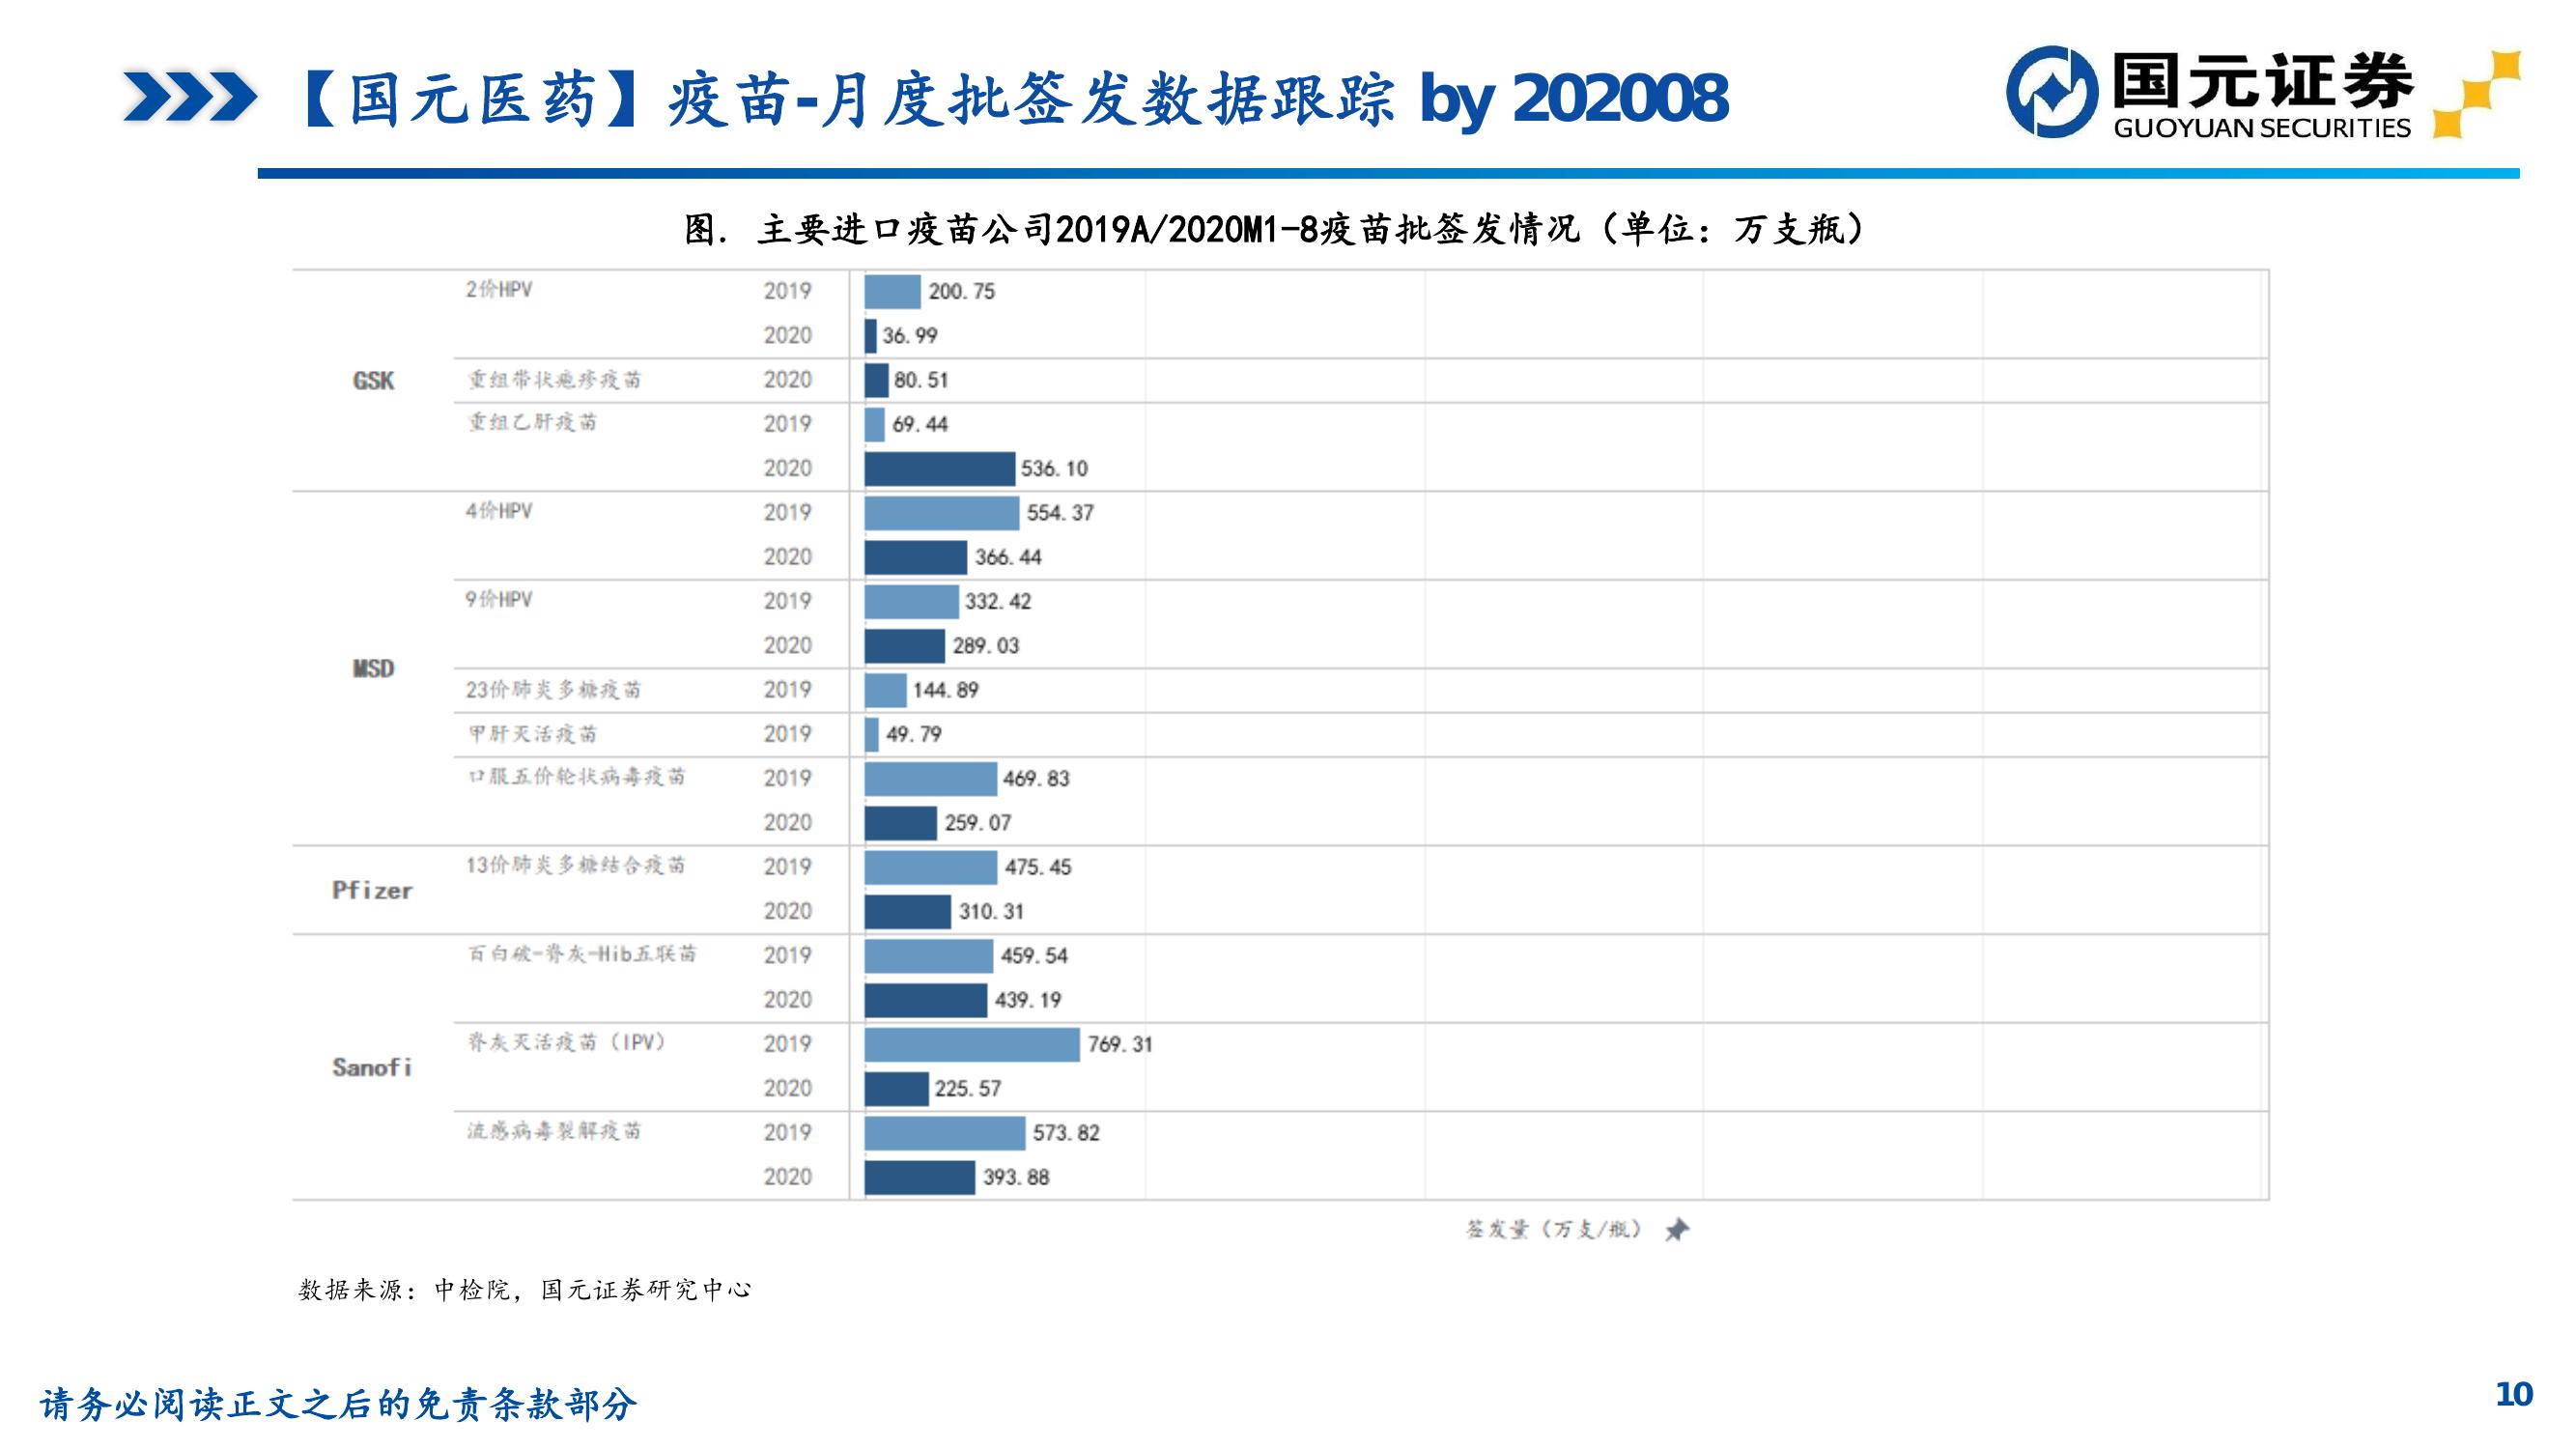 【国元医药】疫苗-月度批签发数据跟踪 by 202008
国元证券
GUOYUAN SECURITIES
图. 主要进口疫苗公司2019A/2020M1-8疫苗批签发情况（单位：万支瓶）
GSK
2价HPV 2019 200.75
2020 36.99
重组带状疱疹疫苗 2020 80.51
重组乙肝疫苗 2019 69.44
2020 536.10
MSD
4价HPV 2019 554.37
2020 366.44
9价HPV 2019 332.42
2020 289.03
23价肺炎多糖疫苗 2019 144.89
甲肝灭活疫苗 2019 49.79
口服五价轮状病毒疫苗 2019 469.83
2020 259.07
Pfizer
13价肺炎多糖结合疫苗 2019 475.45
2020 310.31
Sanofi
百白破-脊灰-Hib五联苗 2019 459.54
2020 439.19
脊灰灭活疫苗（IPV） 2019 769.31
2020 225.57
流感病毒裂解疫苗 2019 573.82
2020 393.88
签发量（万支/瓶）
数据来源：中检院，国元证券研究中心
请务必阅读正文之后的免责条款部分
10